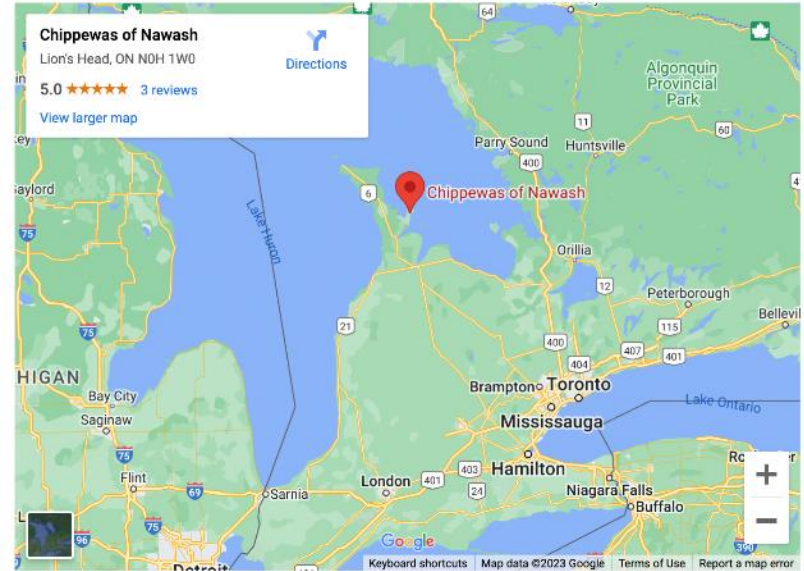 Chippewas of Nawash
Lion's Head, ON N0H 1W0
5.0 ★★★★★ 3 reviews
View larger map
Directions
64
Algonquin
Provincial
Park
11
60
Parry Sound
Huntsville
400
6
Chippewas of Nawash
aylord
75
Lake Huron
Orillia
12
Peterborough
21
75
115
Bellevil
400
407
401
404
HIGAN
Bay City
Saginaw
Brampton
Toronto
Lake Ontario
Mississauga
75
Flint
69
Sarnia
London
401
403
Hamilton
24
Niagara Falls
Buffalo
96
75
Detroit
390
+
−
Google
Keyboard shortcuts
Map data ©2023 Google
Terms of Use
Report a map error